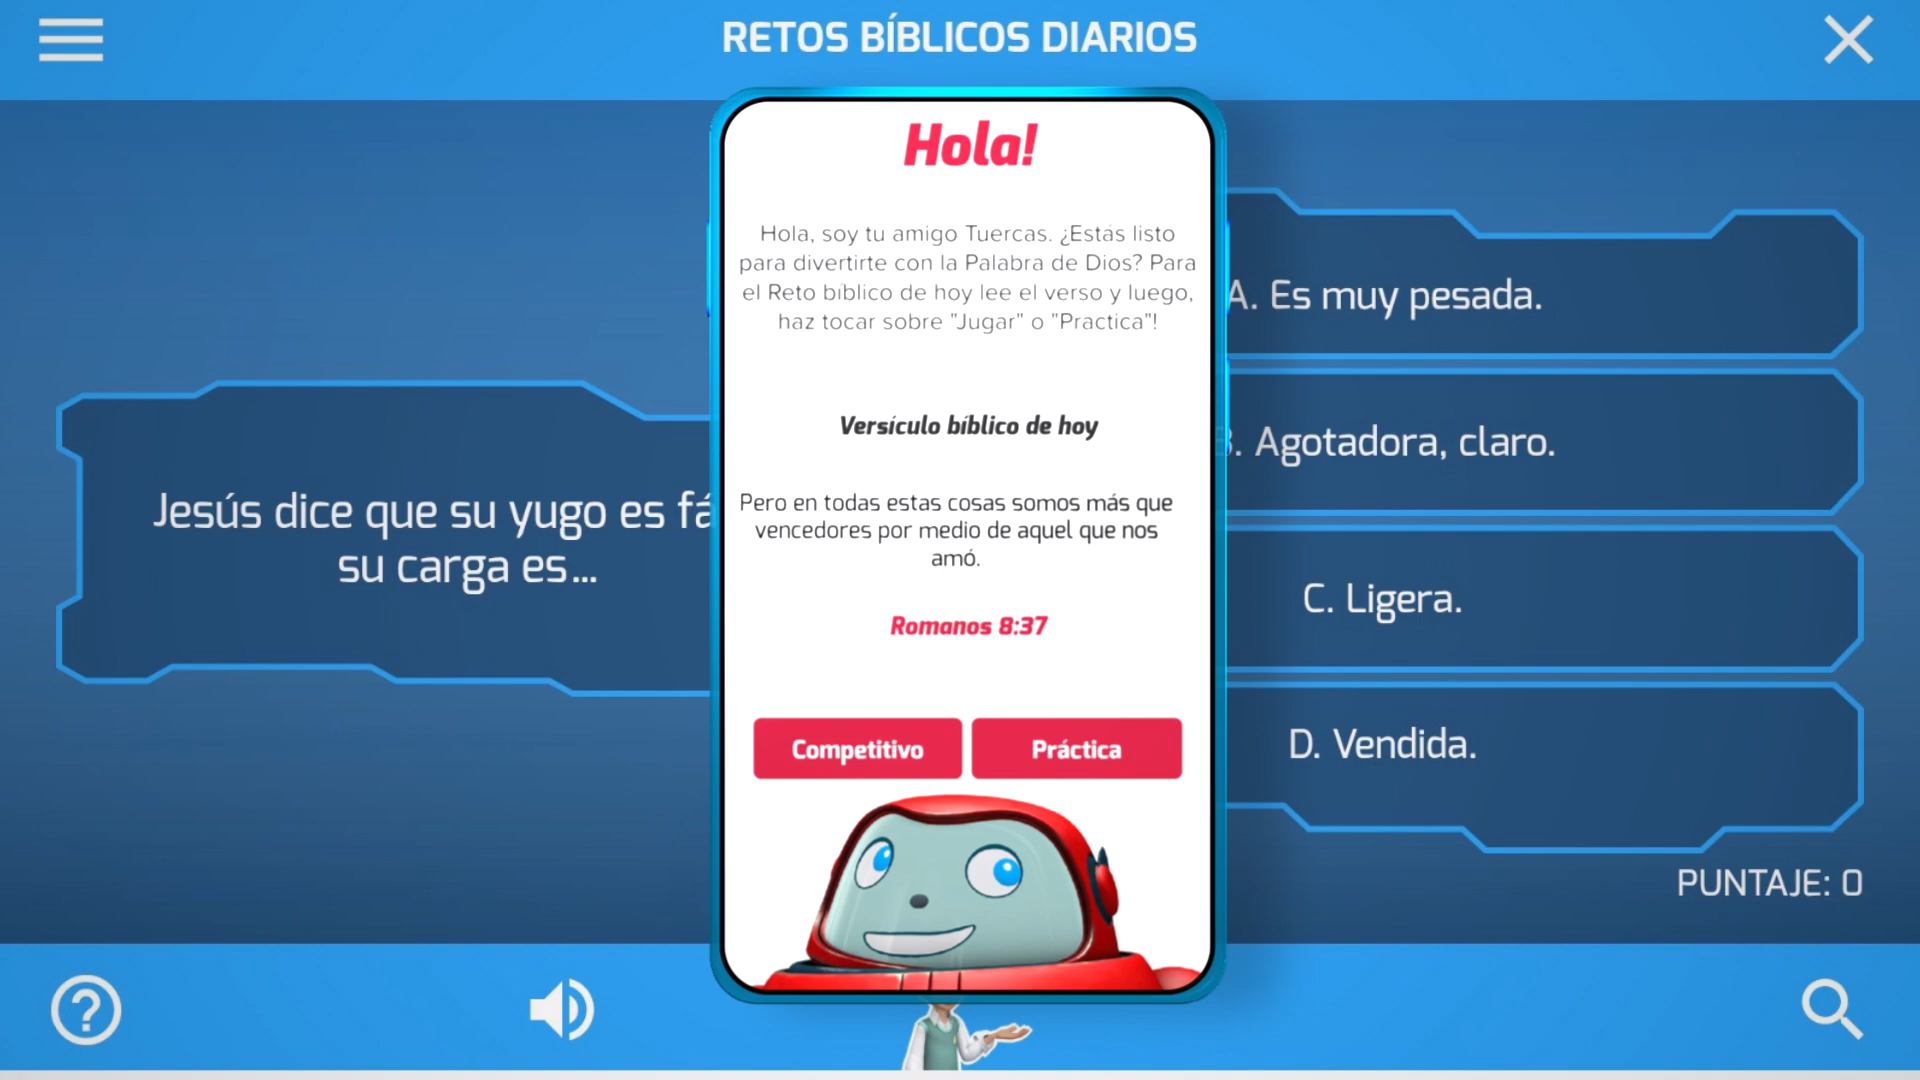 RETOS BÍBLICOS DIARIOS
Jesús dice que su yugo es
su carga es...
Hola!
Hola, soy tu amigo Tuercas. ¿Estás listo
para divertirte con la Palabra de Dios? Para
el Reto bíblico de hoy lee el verso y luego,
haz tocar sobre "Jugar" o "Practica"!
Versículo bíblico de hoy
Pero en todas estas cosas somos más que
vencedores por medio de aquel que nos
amó.
Romanos 8:37
Competitivo
Práctica
A. Es muy pesada.
B. Agotadora, claro.
C. Ligera.
D. Vendida.
PUNTAJE: 0